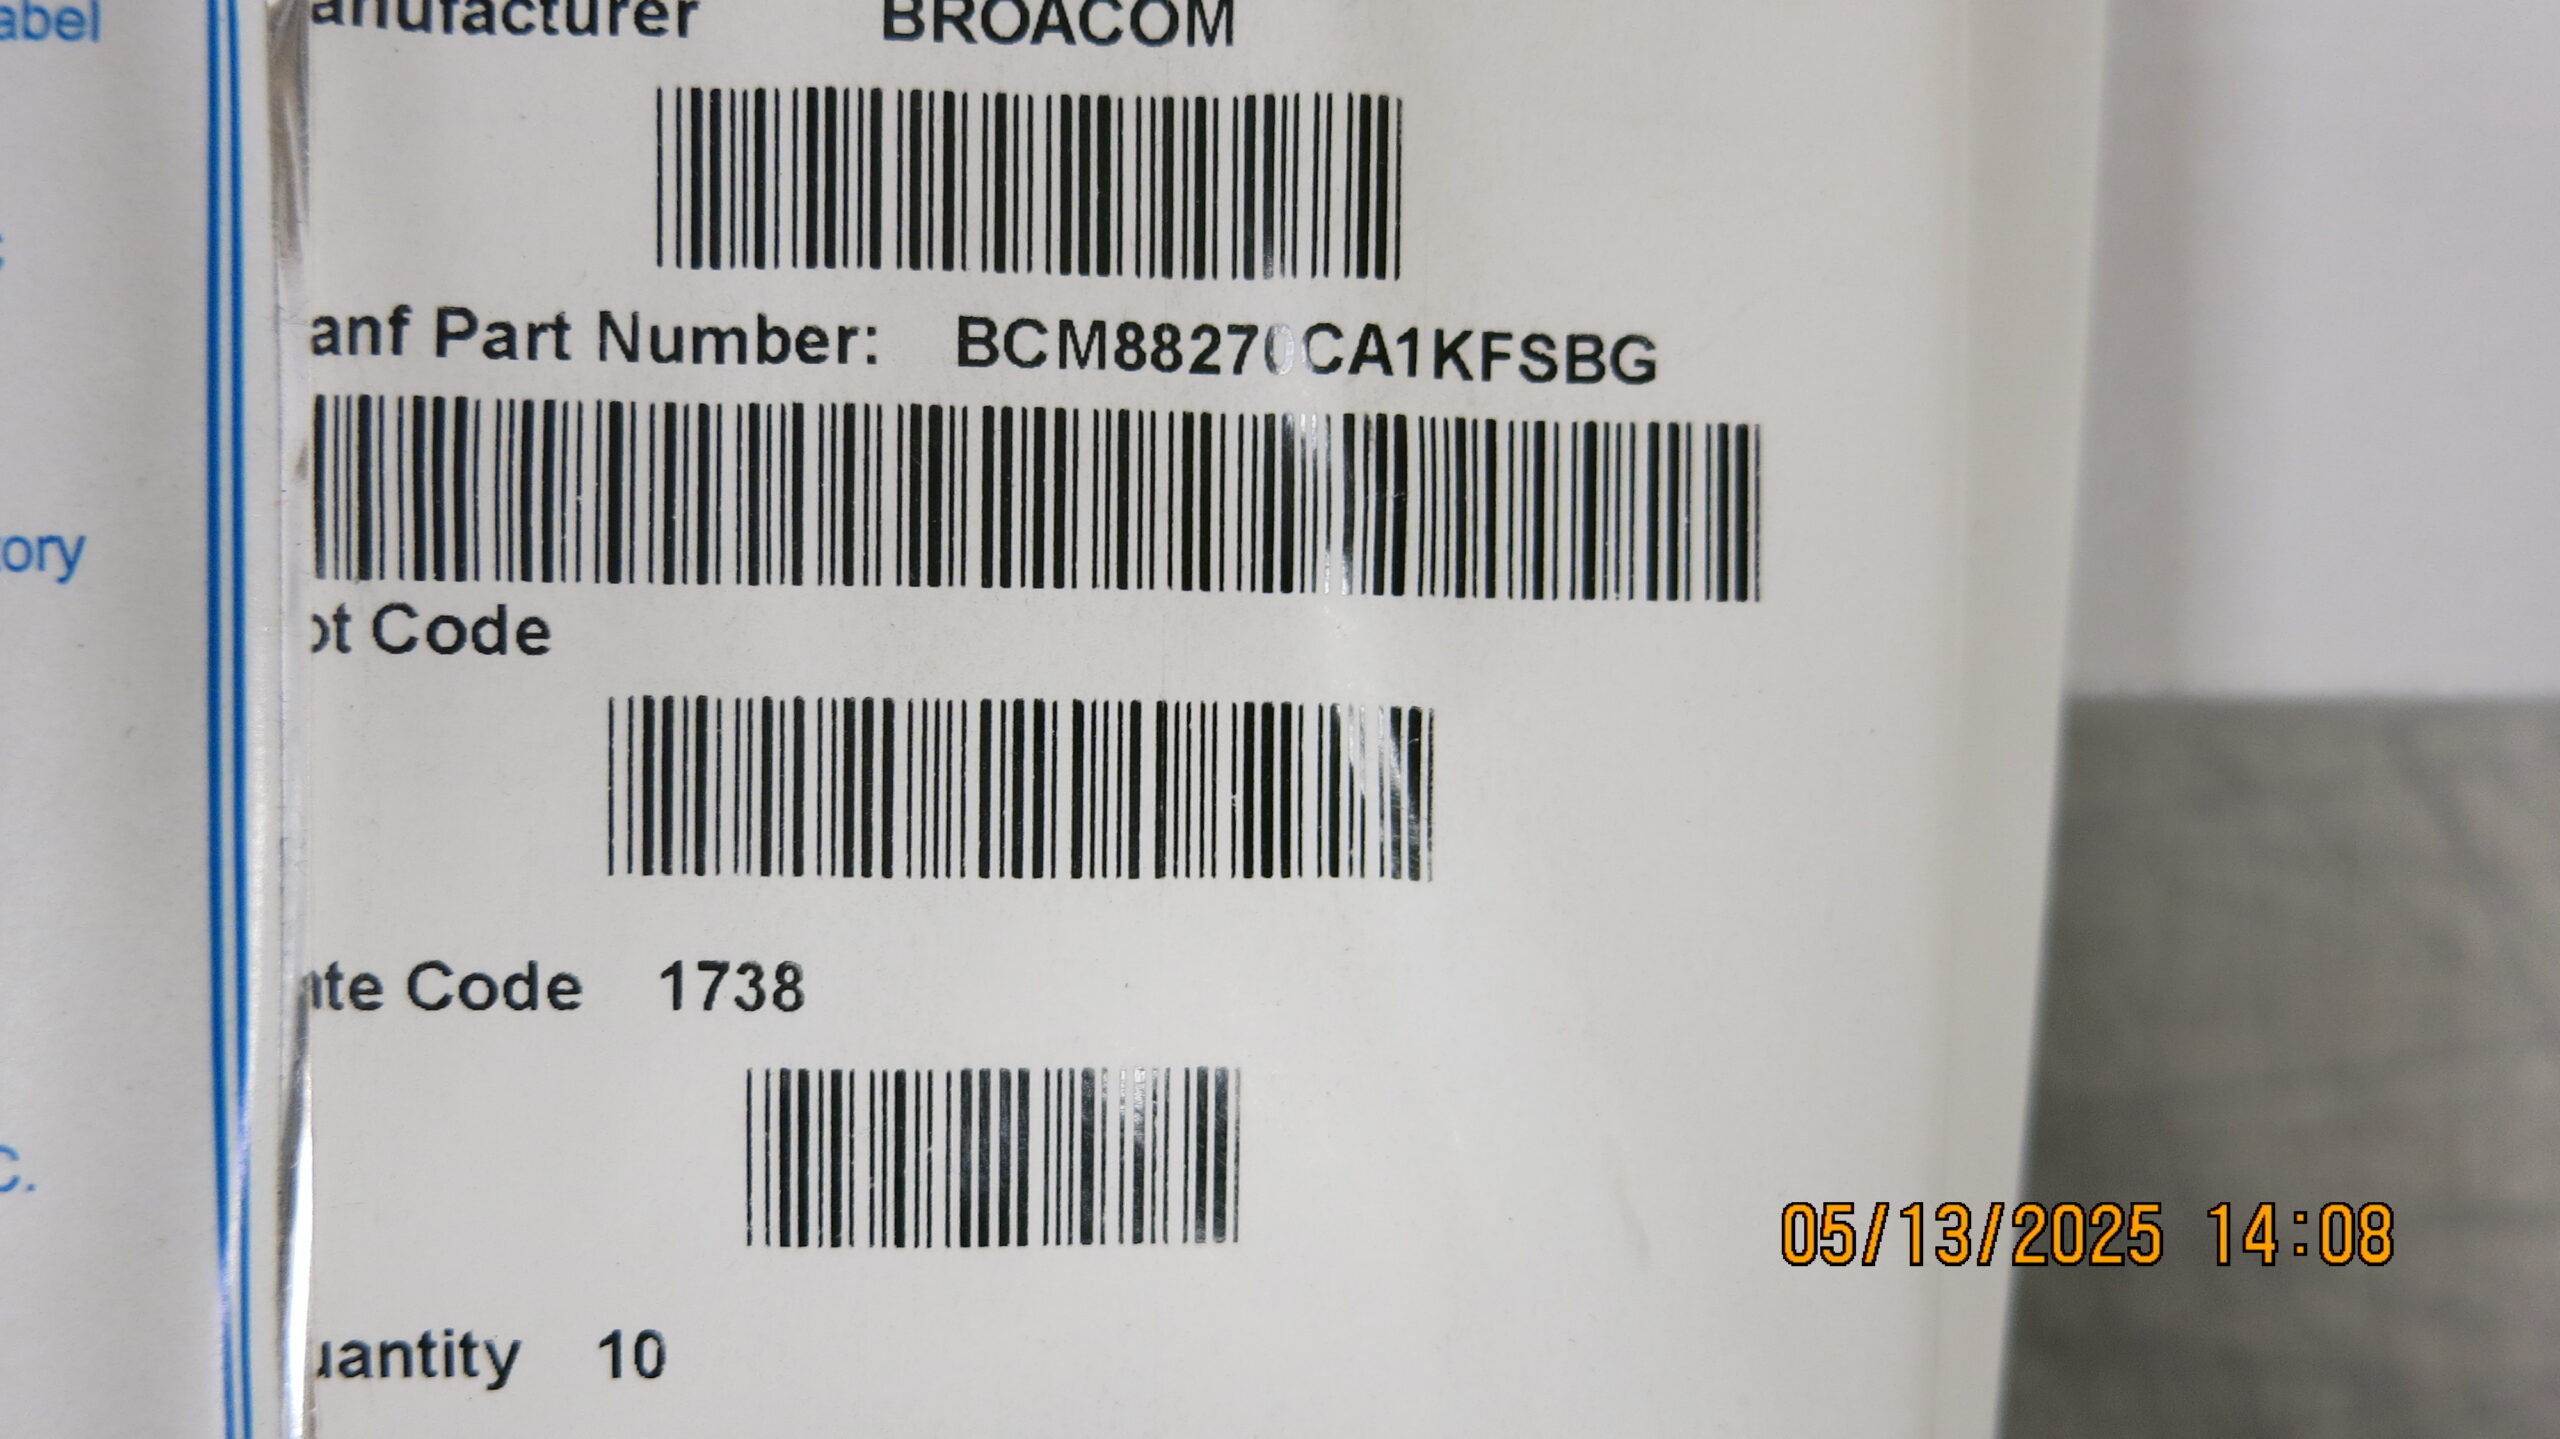 abel
anufacturer BROACOM
anf Part Number: BCM88270CA1KFSBG
ory
ot Code
ate Code 1738
C.
uantity 10
05/13/2025 14:08